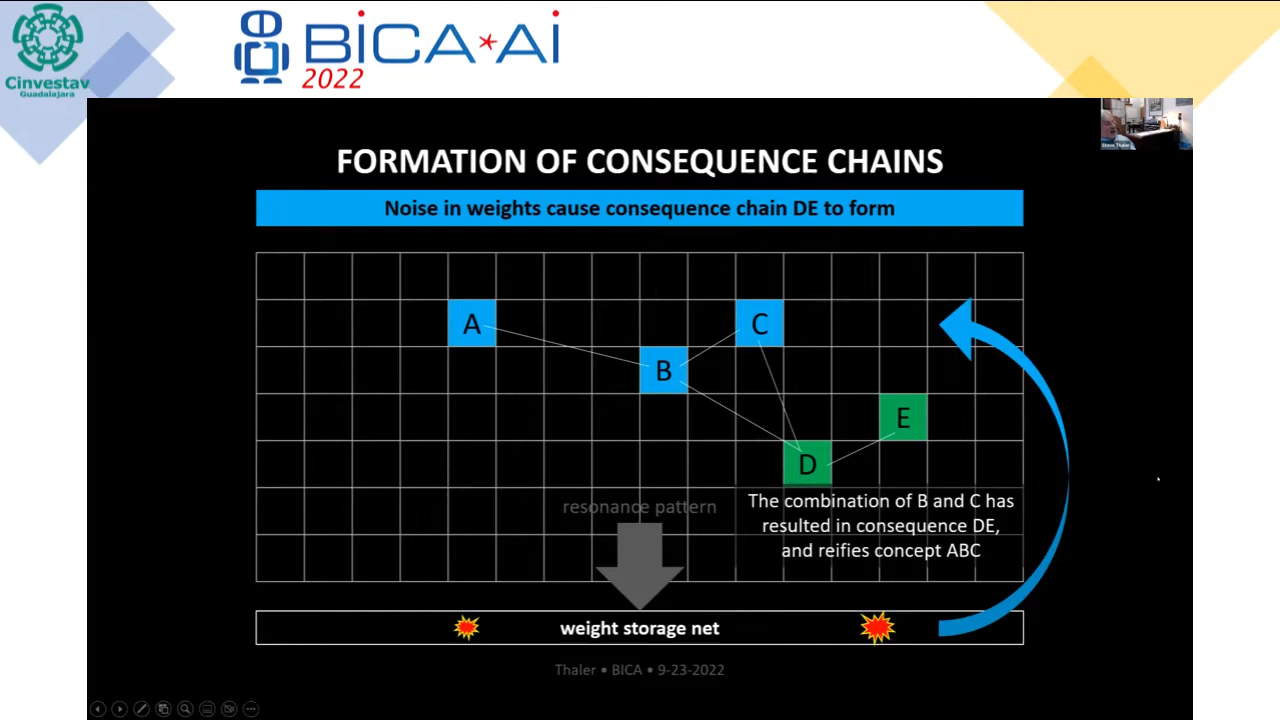 Cinvestav
Guadalajara
BiCA*Ai
2022
Steve Thaler
FORMATION OF CONSEQUENCE CHAINS
Noise in weights cause consequence chain DE to form
A
C
B
E
D
resonance pattern
The combination of B and C has
resulted in consequence DE,
and reifies concept ABC
weight storage net
Thaler • BICA • 9-23-2022